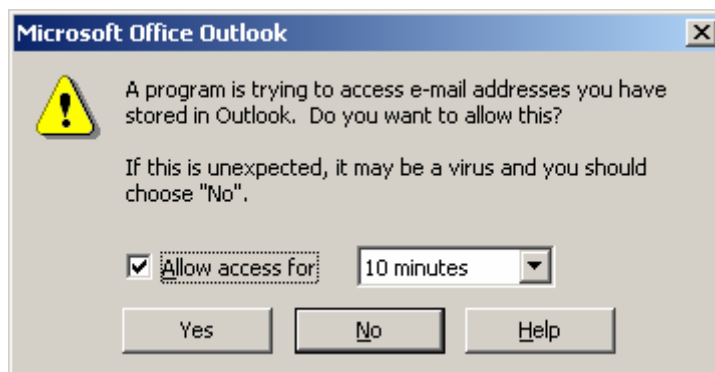 Microsoft Office Outlook
A program is trying to access e-mail addresses you have
stored in Outlook. Do you want to allow this?
If this is unexpected, it may be a virus and you should
choose "No".
Allow access for 10 minutes
Yes No Help